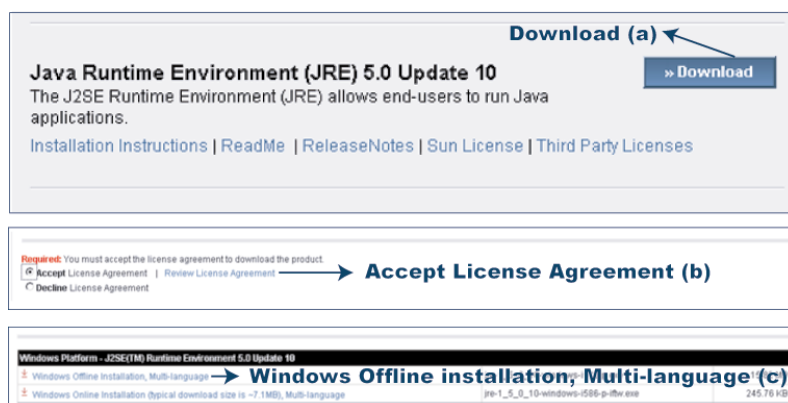 Download (a)
Java Runtime Environment (JRE) 5.0 Update 10
» Download
The J2SE Runtime Environment (JRE) allows end-users to run Java
applications.
Installation Instructions | ReadMe | ReleaseNotes | Sun License | Third Party Licenses
Required: You must accept the license agreement to download the product.
Accept License Agreement | Review License Agreement
Accept License Agreement (b)
Decline License Agreement
Windows Platform - J2SE(TM) Runtime Environment 5.0 Update 10
Windows Offline Installation, Multi-language
Windows Offline installation, Multi-language (c)
Windows Online Installation (typical download size is ~7.1MB), Multi-language jre-1_5_0_10-windows-i586-p-iftw.exe 245.76 KB